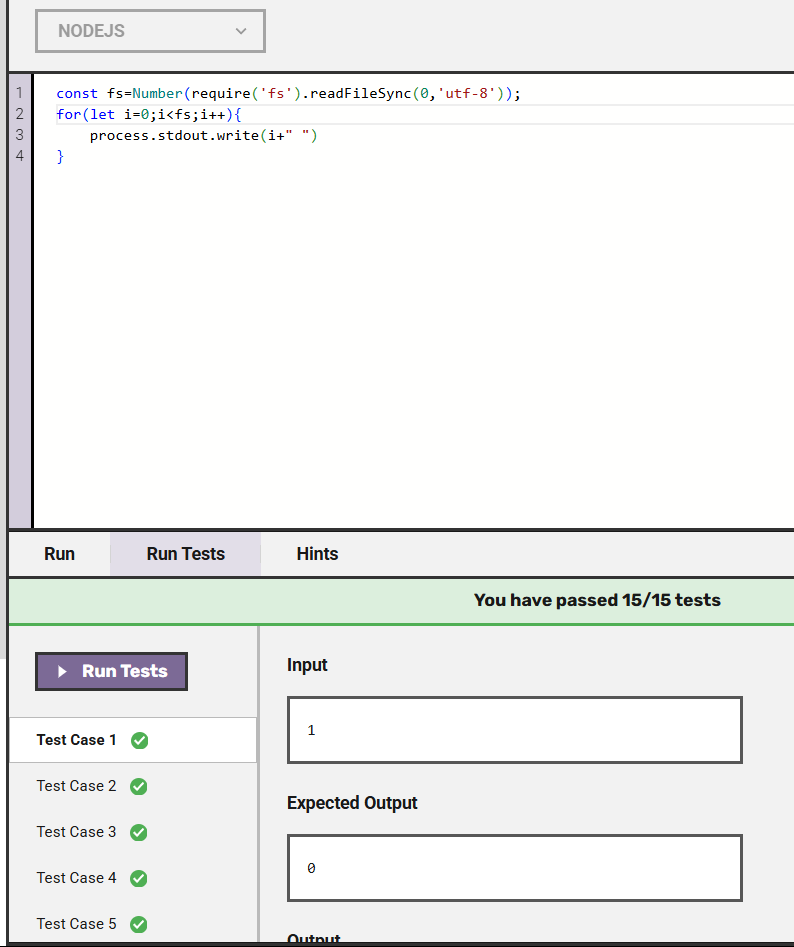 NODEJS
1 const fs=Number(require('fs').readFileSync(0,'utf-8'));
2 for(let i=0;i<fs;i++){
3     process.stdout.write(i+" ")
4 }
Run Run Tests Hints
You have passed 15/15 tests
Run Tests
Input
1
Test Case 1
Test Case 2
Expected Output
Test Case 3
0
Test Case 4
Test Case 5
Output